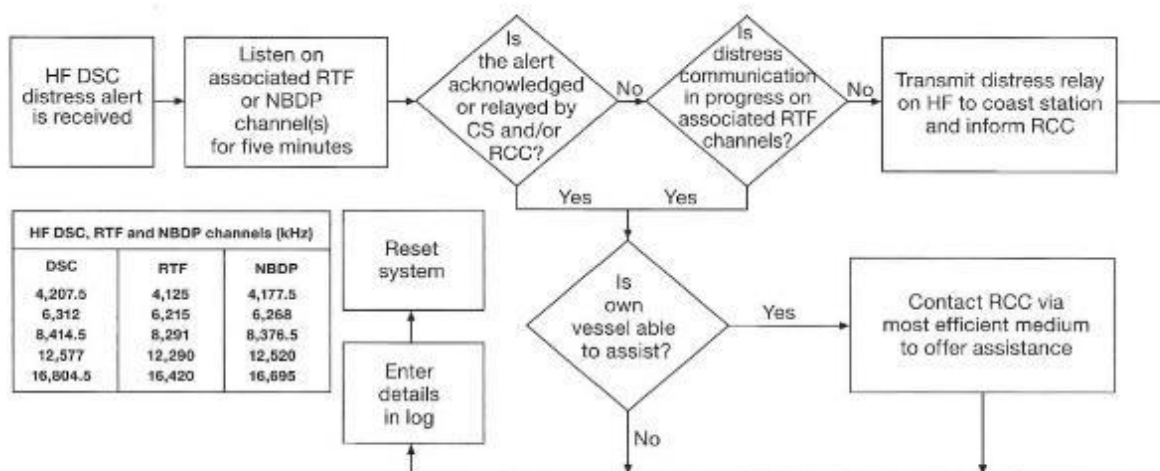 HF DSC
distress alert
is received
Listen on
associated RTF
or NBDP
channel(s)
for five minutes
Is
the alert
acknowledged
or relayed by
CS and/or
RCC?
No
Is
distress
communication
in progress on
associated RTF
channels?
No
Transmit distress relay
on HF to coast station
and inform RCC
Yes
Yes
HF DSC, RTF and NBDP channels (kHz)
DSC RTF NBDP
4,207.5 4,125 4,177.5
6,312 6,215 6,268
8,414.5 8,291 8,376.5
12,577 12,290 12,520
16,804.5 16,420 16,695
Reset
system
Enter
details
in log
Is
own
vessel able
to assist?
Yes
Contact RCC via
most efficient medium
to offer assistance
No